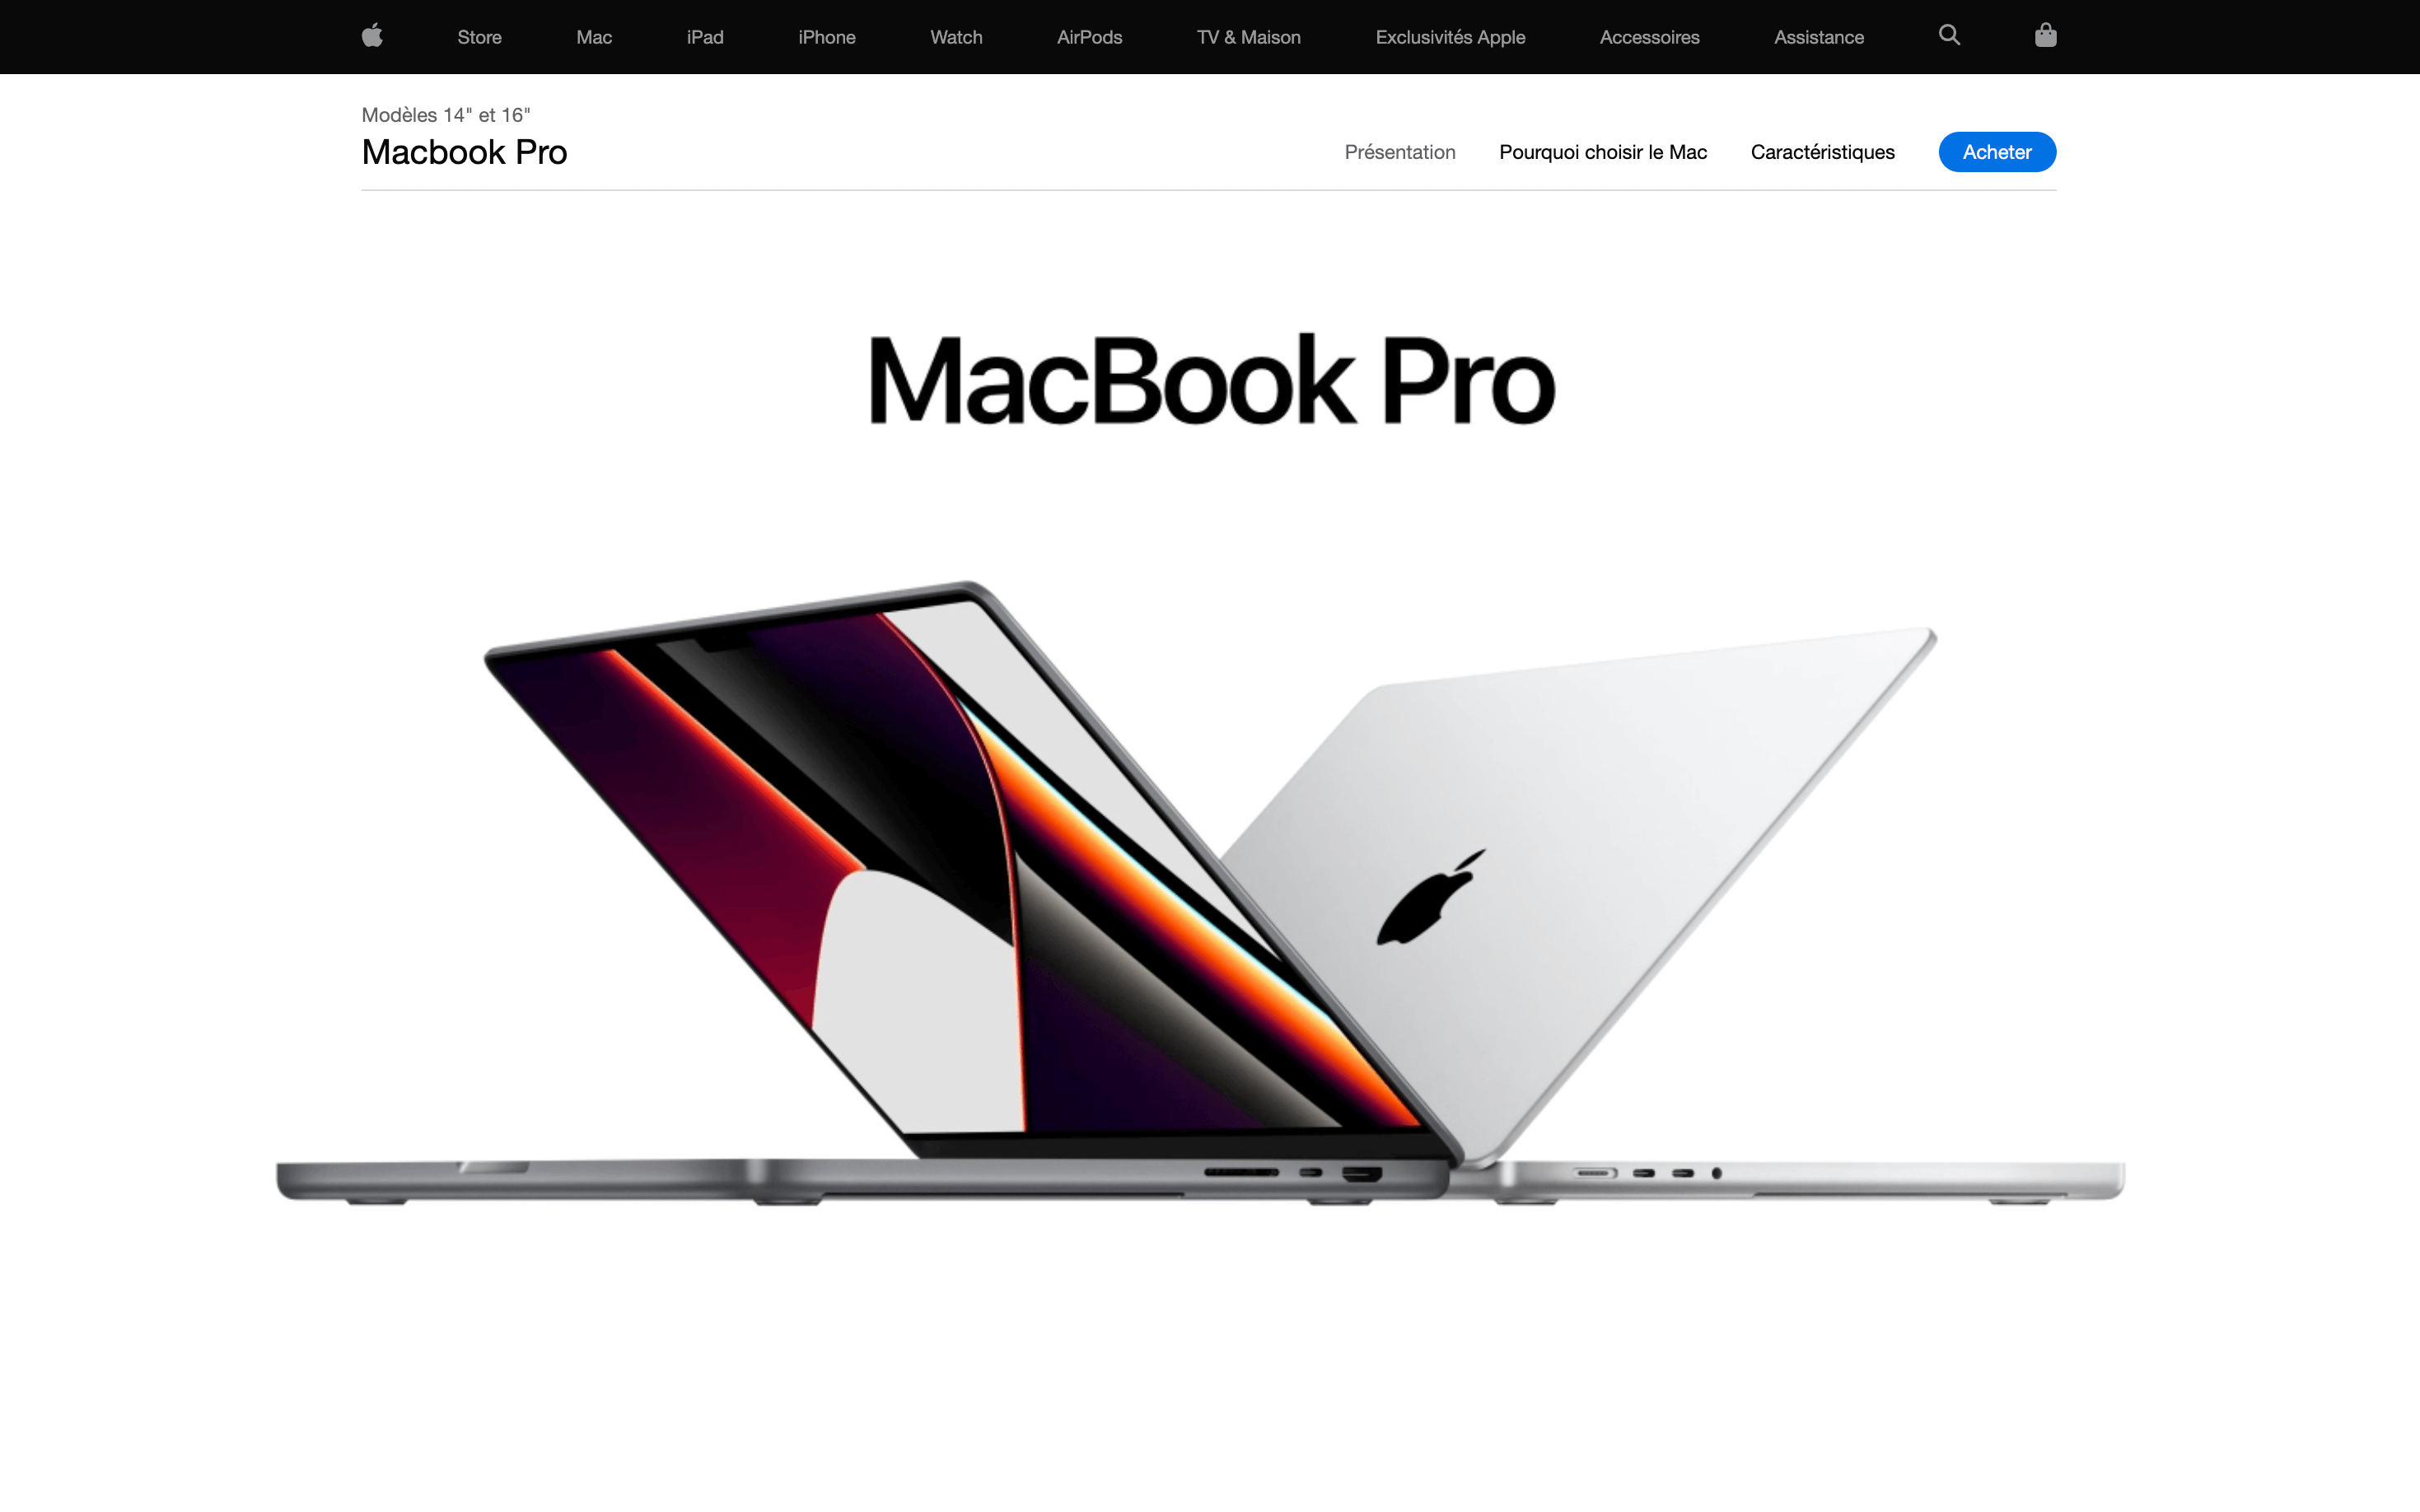 Store Mac iPad iPhone Watch AirPods TV & Maison Exclusivités Apple Accessoires Assistance
Modèles 14" et 16"
Macbook Pro Présentation Pourquoi choisir le Mac Caractéristiques Acheter
MacBook Pro